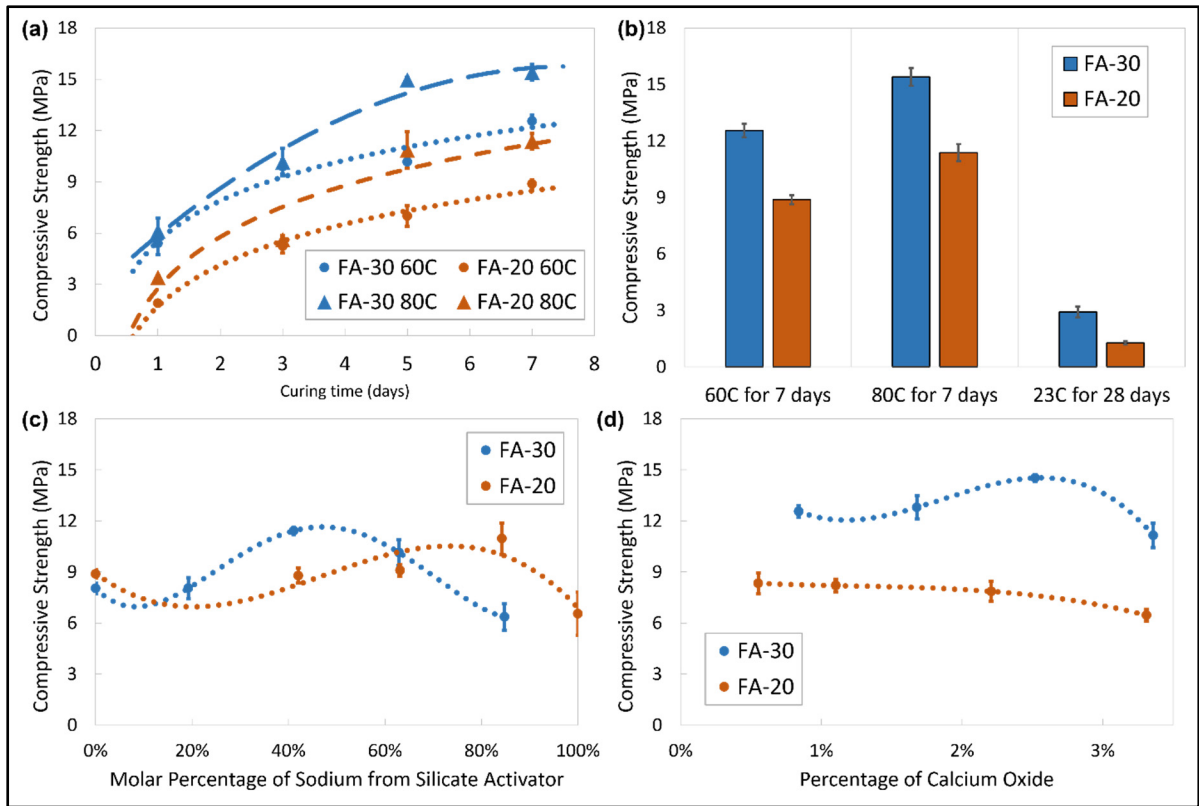 (a)
Compressive Strength (MPa)
18
15
12
9
6
3
0
0 1 2 3 4 5 6 7 8
Curing time (days)
FA-30 60C FA-20 60C
FA-30 80C FA-20 80C
(b)
Compressive Strength (MPa)
18
15
12
9
6
3
0
60C for 7 days 80C for 7 days 23C for 28 days
FA-30
FA-20
(c)
Compressive Strength (MPa)
18
15
12
9
6
3
0
0% 20% 40% 60% 80% 100%
Molar Percentage of Sodium from Silicate Activator
FA-30
FA-20
(d)
Compressive Strength (MPa)
18
15
12
9
6
3
0
0% 1% 2% 3%
Percentage of Calcium Oxide
FA-30
FA-20